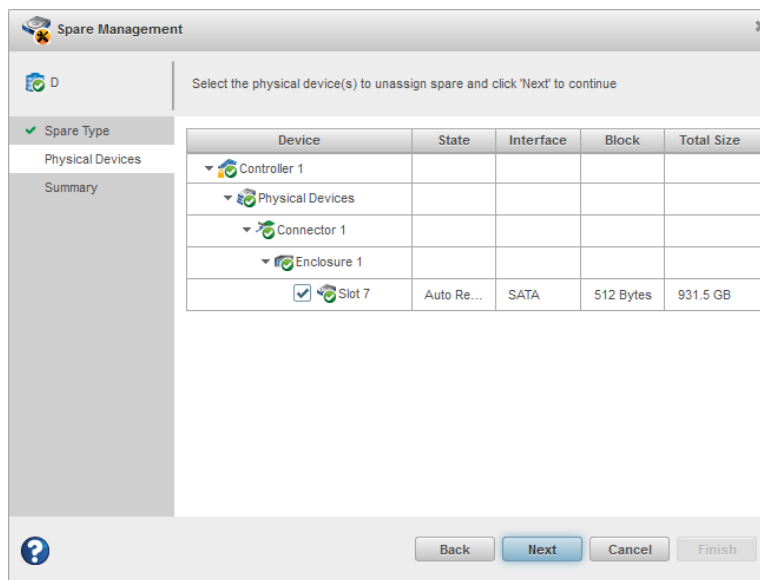 Spare Management
D
Select the physical device(s) to unassign spare and click 'Next' to continue
Spare Type
Physical Devices
Summary
Device State Interface Block Total Size
Controller 1
Physical Devices
Connector 1
Enclosure 1
Slot 7 Auto Re... SATA 512 Bytes 931.5 GB
? Back Next Cancel Finish